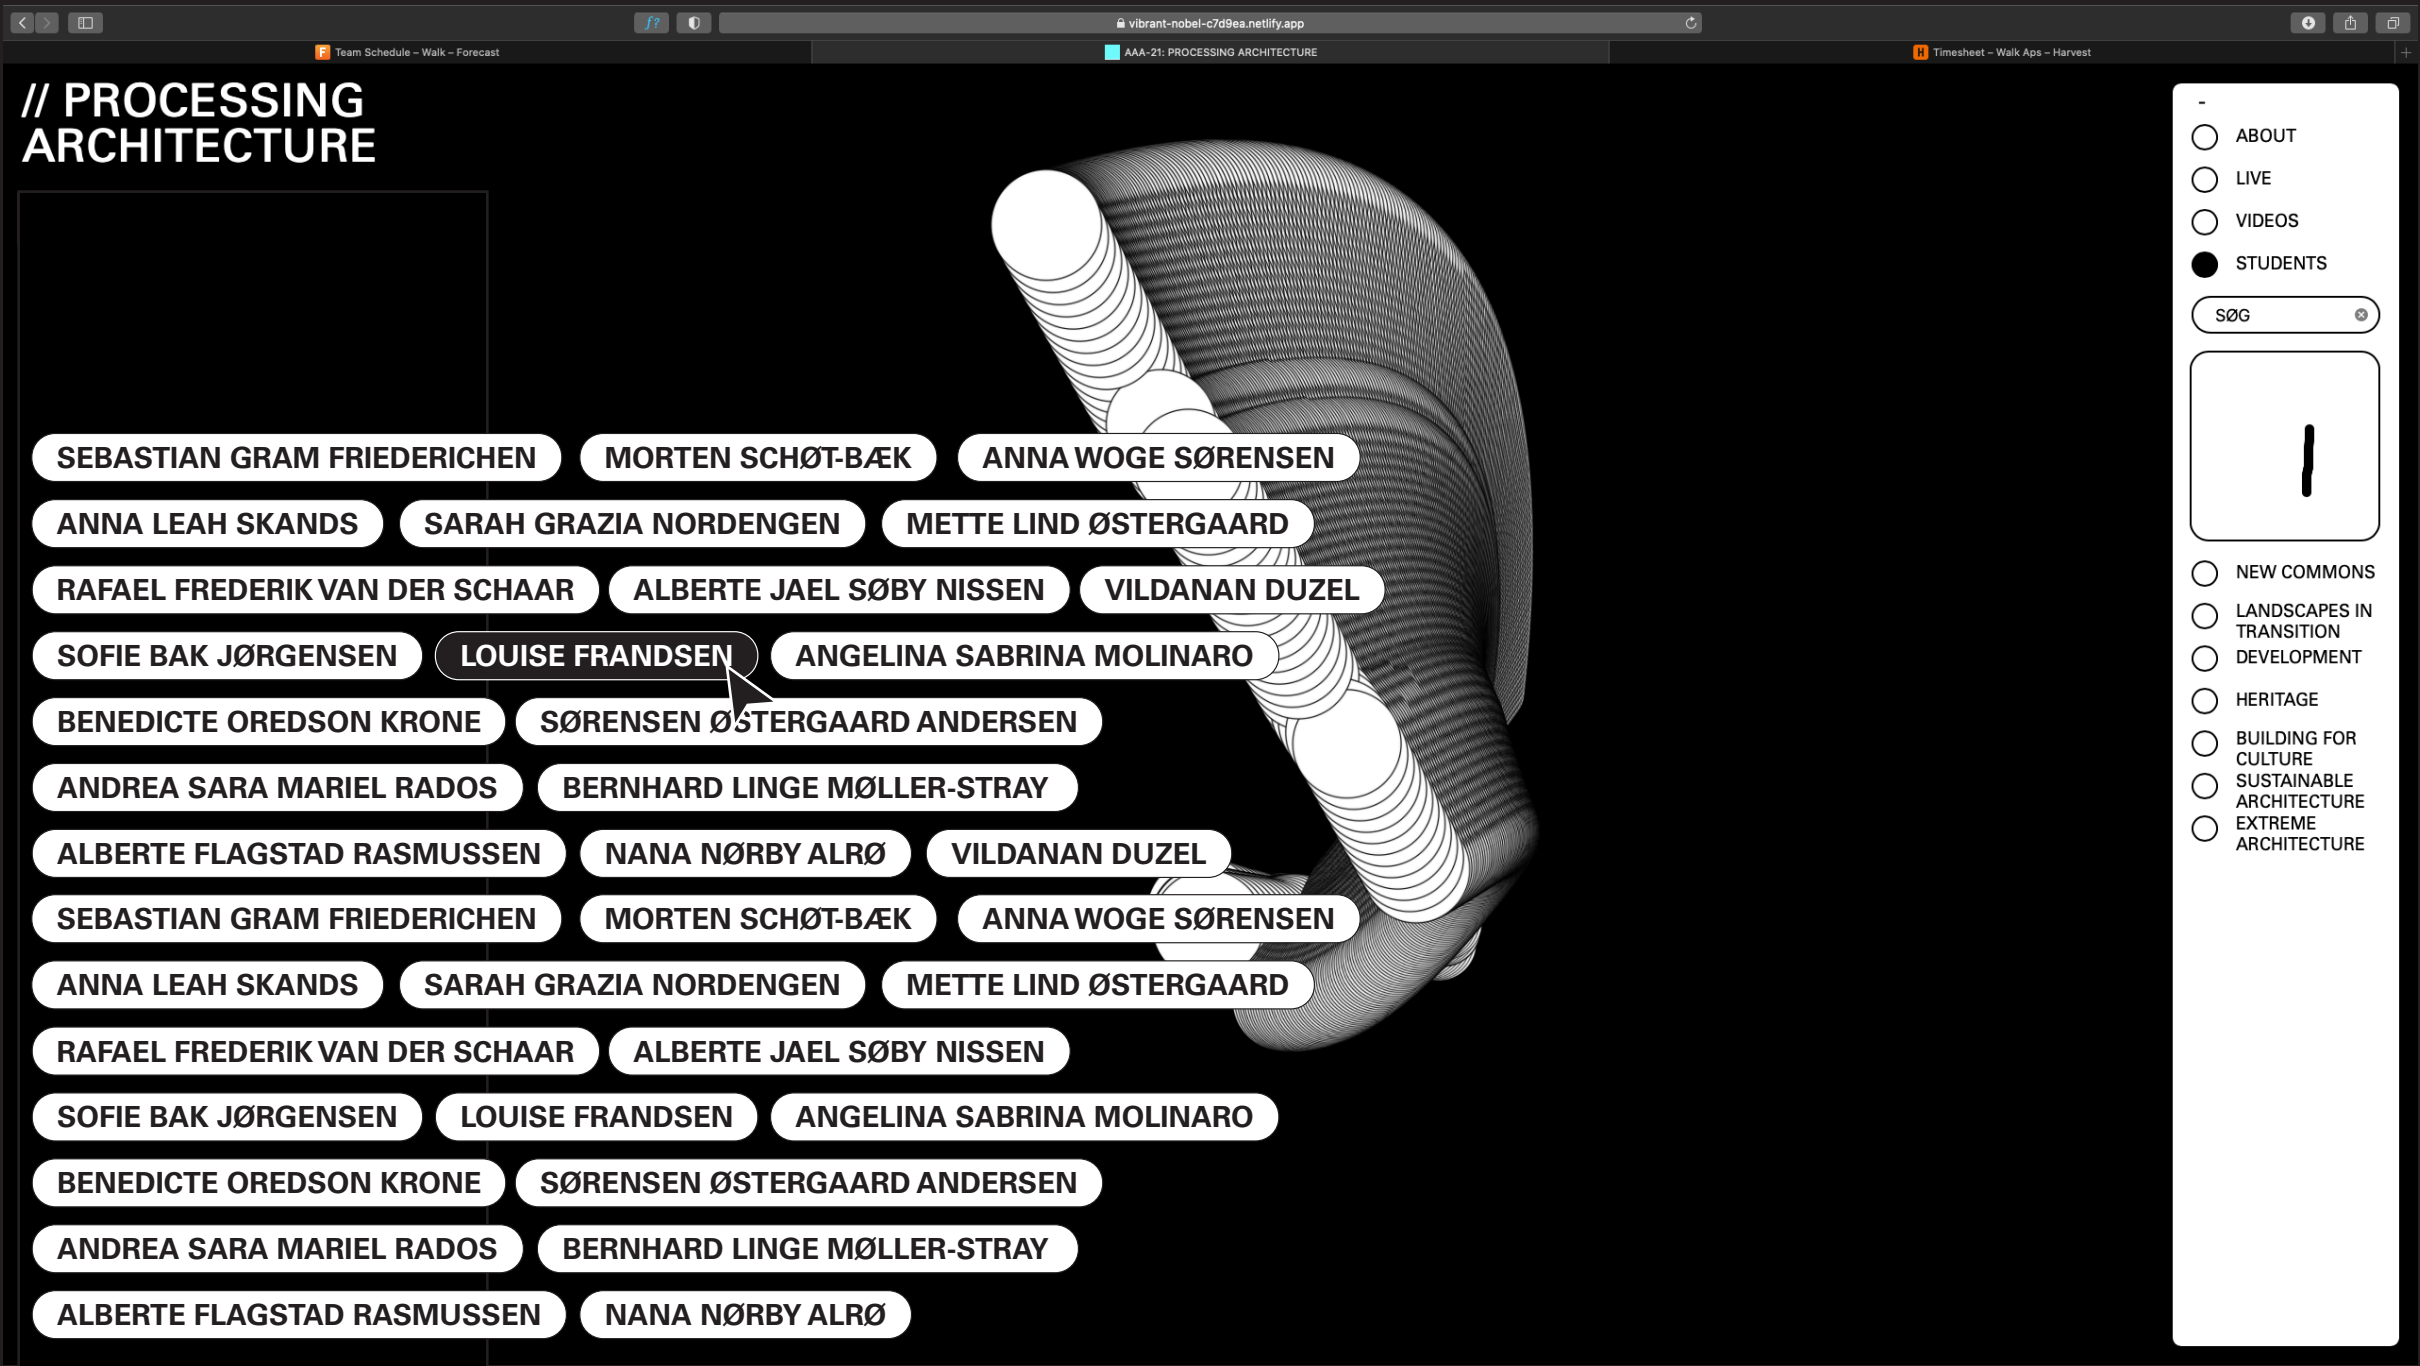 f?
vibrant-nobel-c7d9ea.netlify.app
F Team Schedule – Walk – Forecast
AAA-21: PROCESSING ARCHITECTURE
H Timesheet – Walk Aps – Harvest
// PROCESSING
ARCHITECTURE
SEBASTIAN GRAM FRIEDERICHEN
MORTEN SCHØT-BÆK
ANNA WOGE SØRENSEN
ANNA LEAH SKANDS
SARAH GRAZIA NORDENGEN
METTE LIND ØSTERGAARD
RAFAEL FREDERIK VAN DER SCHAAR
ALBERTE JAEL SØBY NISSEN
VILDANAN DUZEL
SOFIE BAK JØRGENSEN
LOUISE FRANDSEN
ANGELINA SABRINA MOLINARO
BENEDICTE OREDSON KRONE
SØRENSEN ØSTERGAARD ANDERSEN
ANDREA SARA MARIEL RADOS
BERNHARD LINGE MØLLER-STRAY
ALBERTE FLAGSTAD RASMUSSEN
NANA NØRBY ALRØ
VILDANAN DUZEL
SEBASTIAN GRAM FRIEDERICHEN
MORTEN SCHØT-BÆK
ANNA WOGE SØRENSEN
ANNA LEAH SKANDS
SARAH GRAZIA NORDENGEN
METTE LIND ØSTERGAARD
RAFAEL FREDERIK VAN DER SCHAAR
ALBERTE JAEL SØBY NISSEN
SOFIE BAK JØRGENSEN
LOUISE FRANDSEN
ANGELINA SABRINA MOLINARO
BENEDICTE OREDSON KRONE
SØRENSEN ØSTERGAARD ANDERSEN
ANDREA SARA MARIEL RADOS
BERNHARD LINGE MØLLER-STRAY
ALBERTE FLAGSTAD RASMUSSEN
NANA NØRBY ALRØ
-
ABOUT
LIVE
VIDEOS
STUDENTS
SØG
NEW COMMONS
LANDSCAPES IN
TRANSITION
DEVELOPMENT
HERITAGE
BUILDING FOR
CULTURE
SUSTAINABLE
ARCHITECTURE
EXTREME
ARCHITECTURE